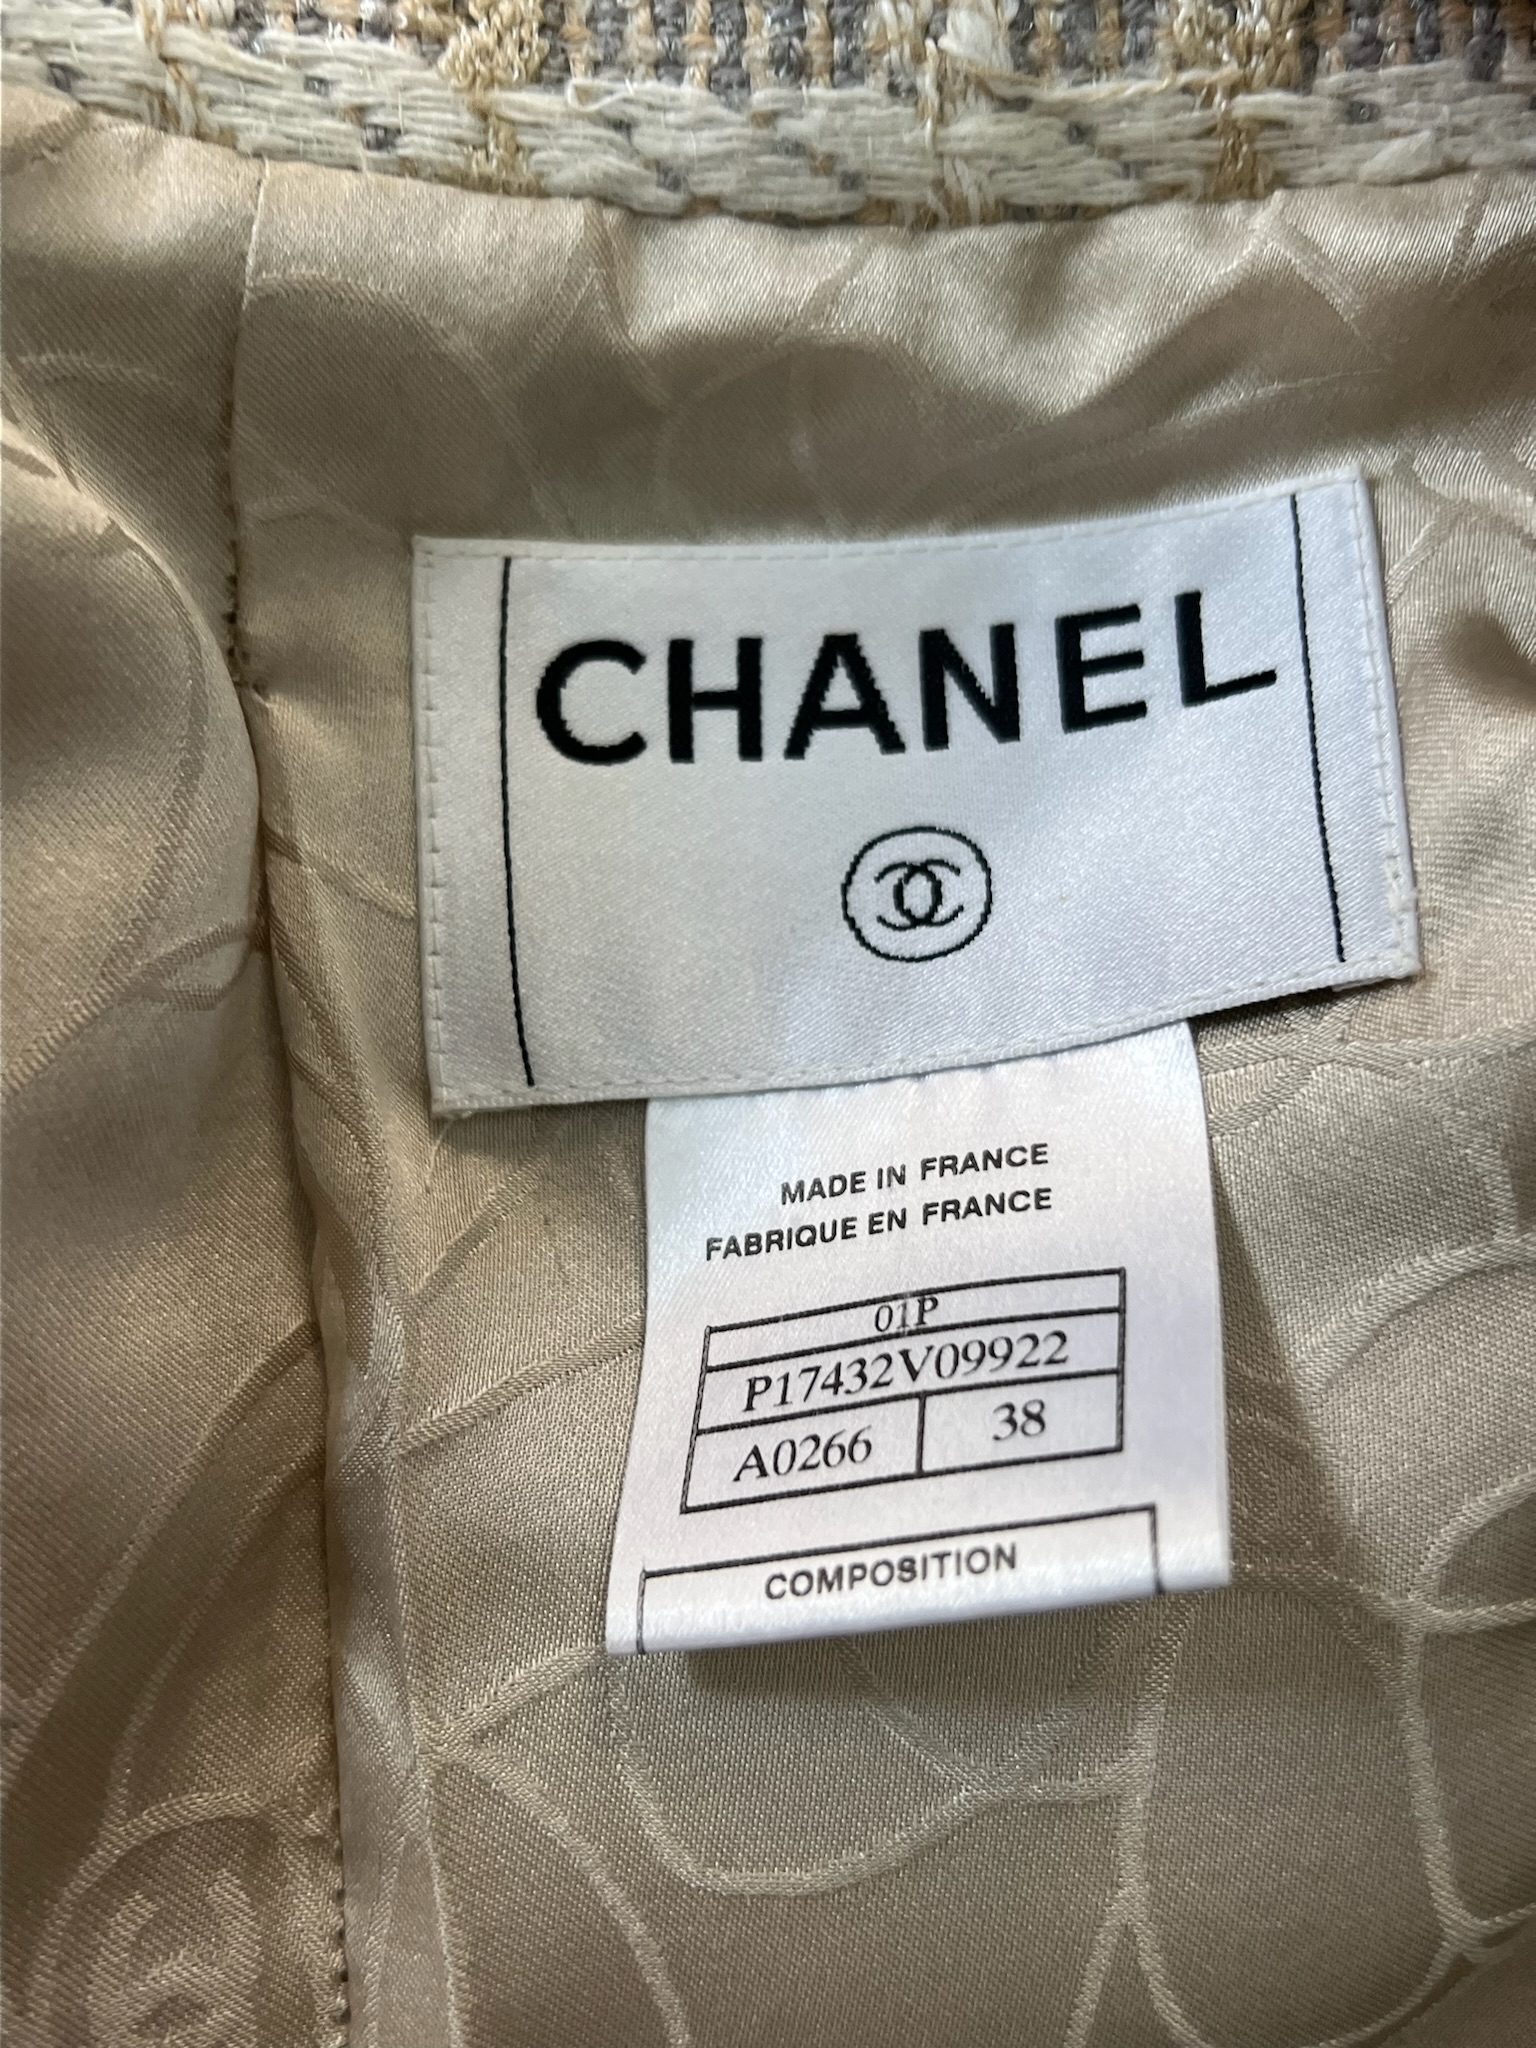 CHANEL
MADE IN FRANCE
FABRIQUE EN FRANCE
01P
P17432V09922
A0266 38
COMPOSITION